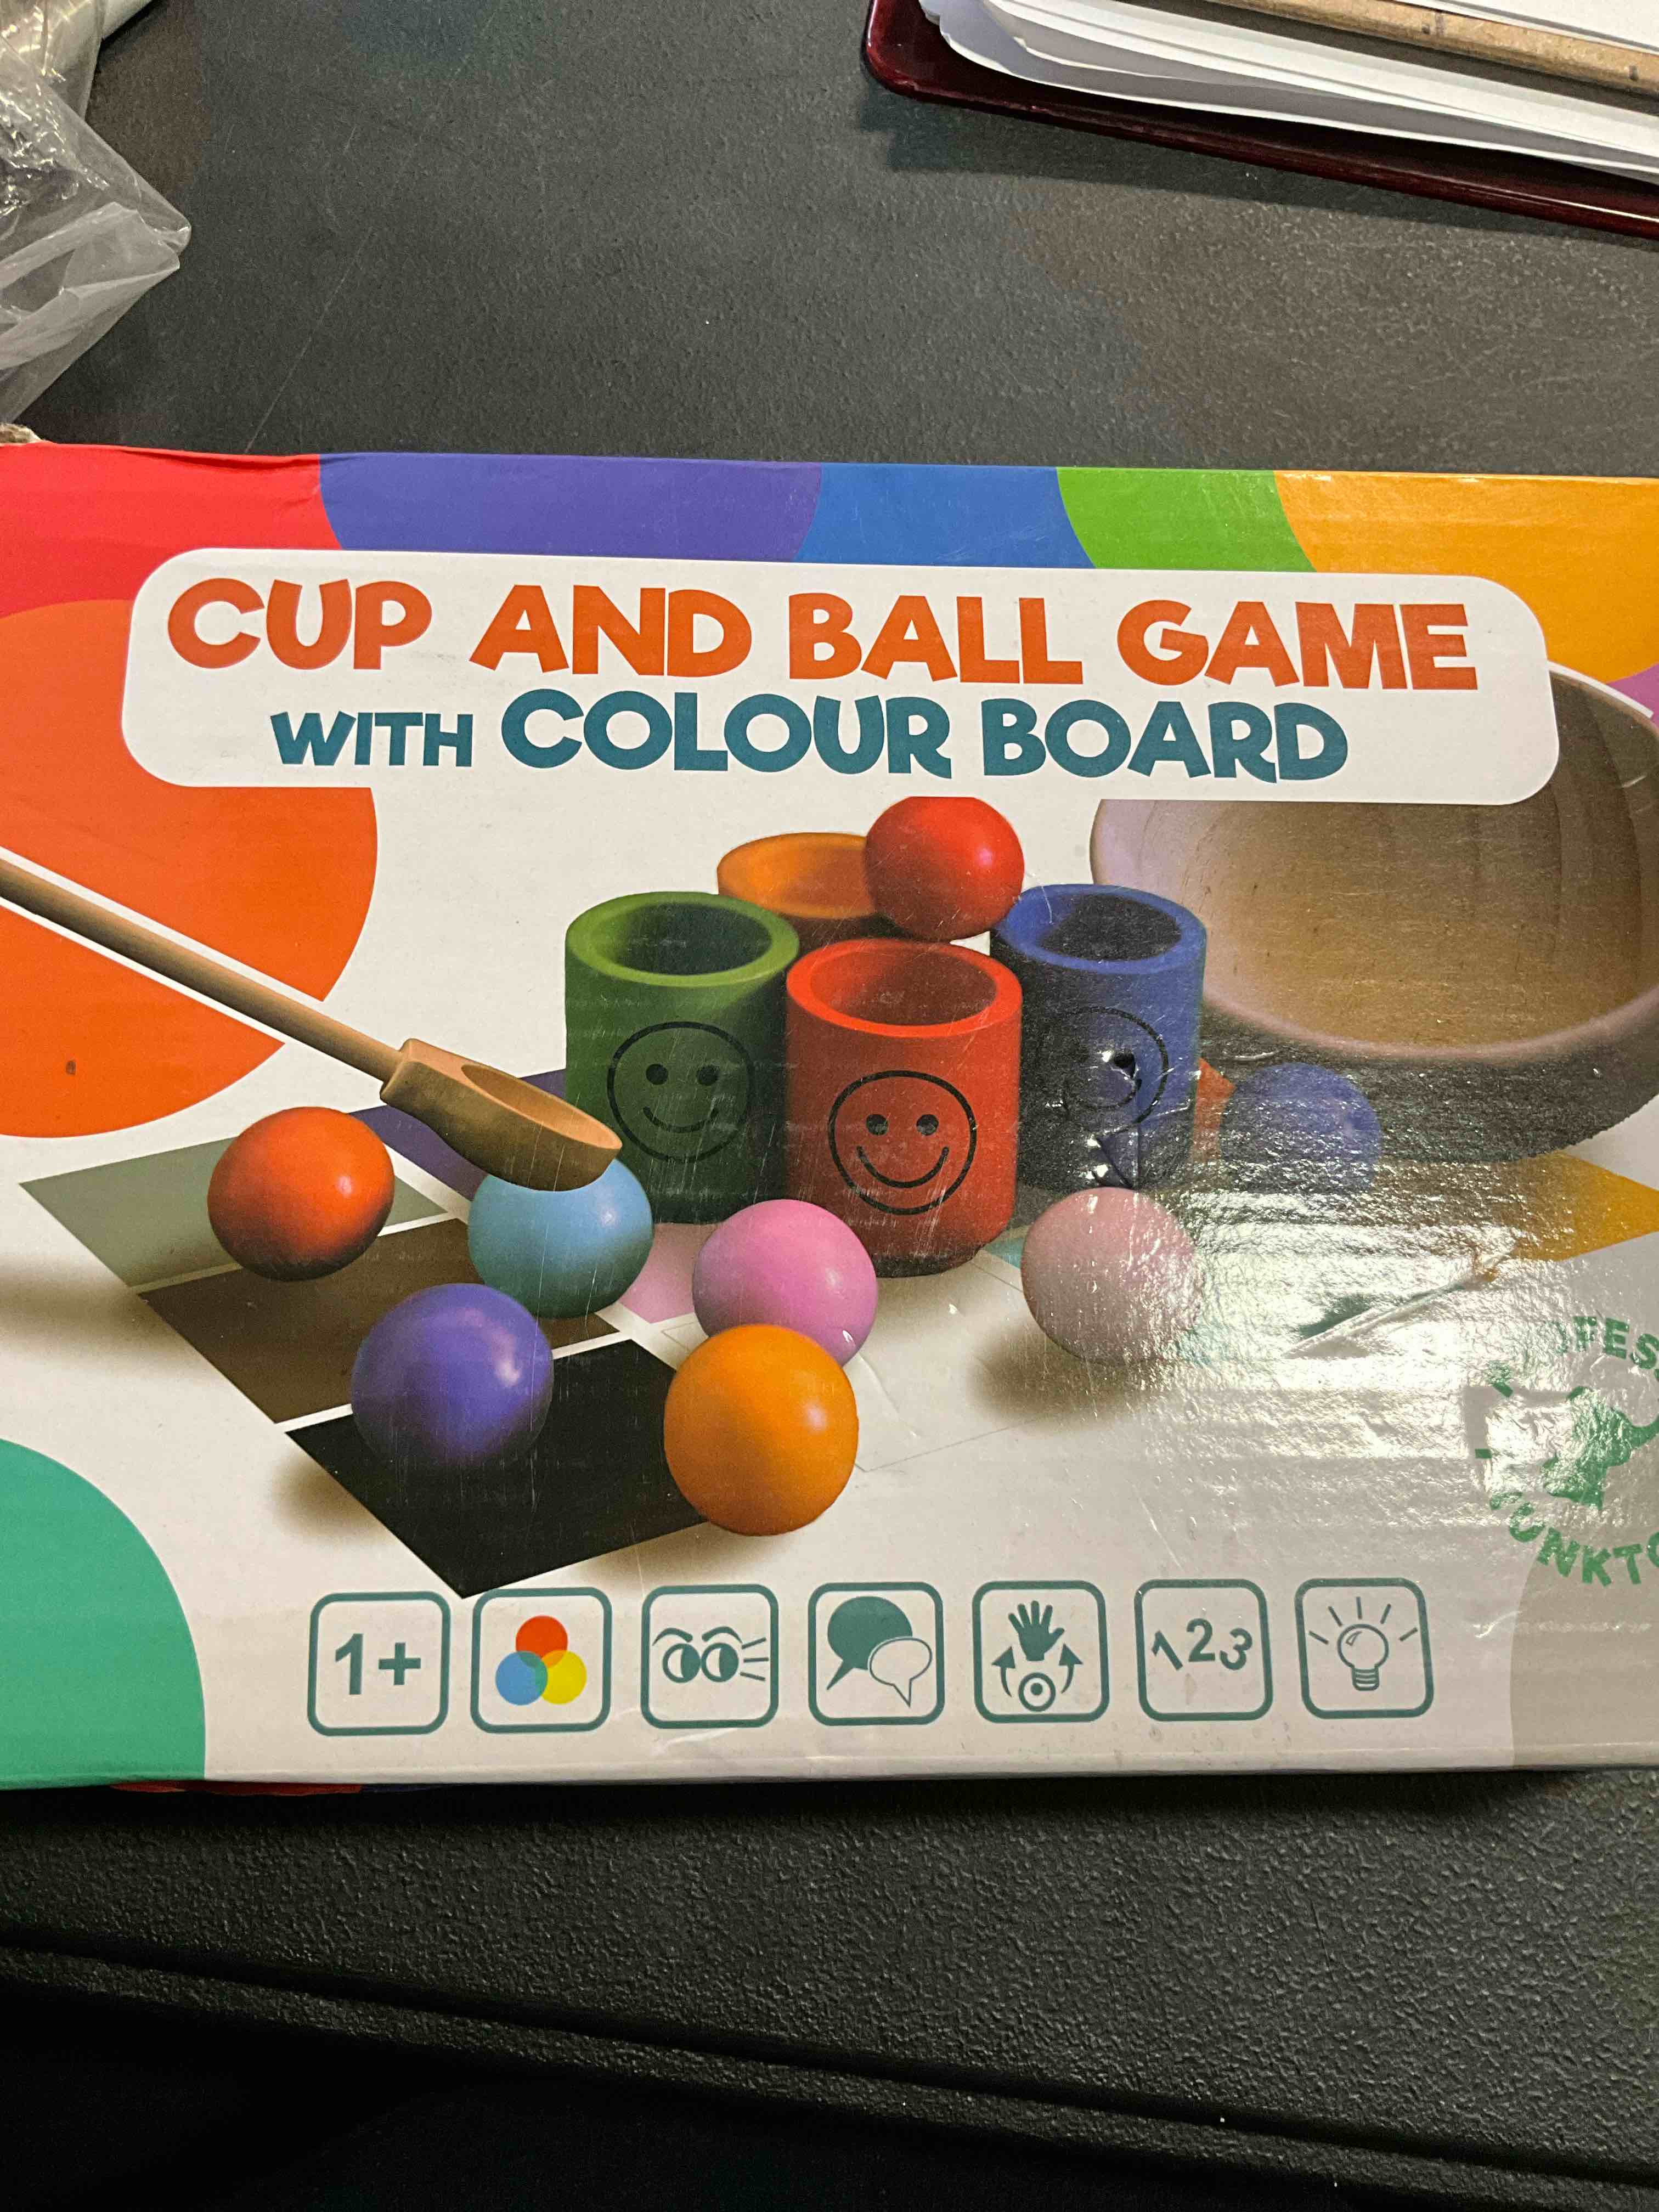 CUP AND BALL GAME
WITH COLOUR BOARD
1+
123